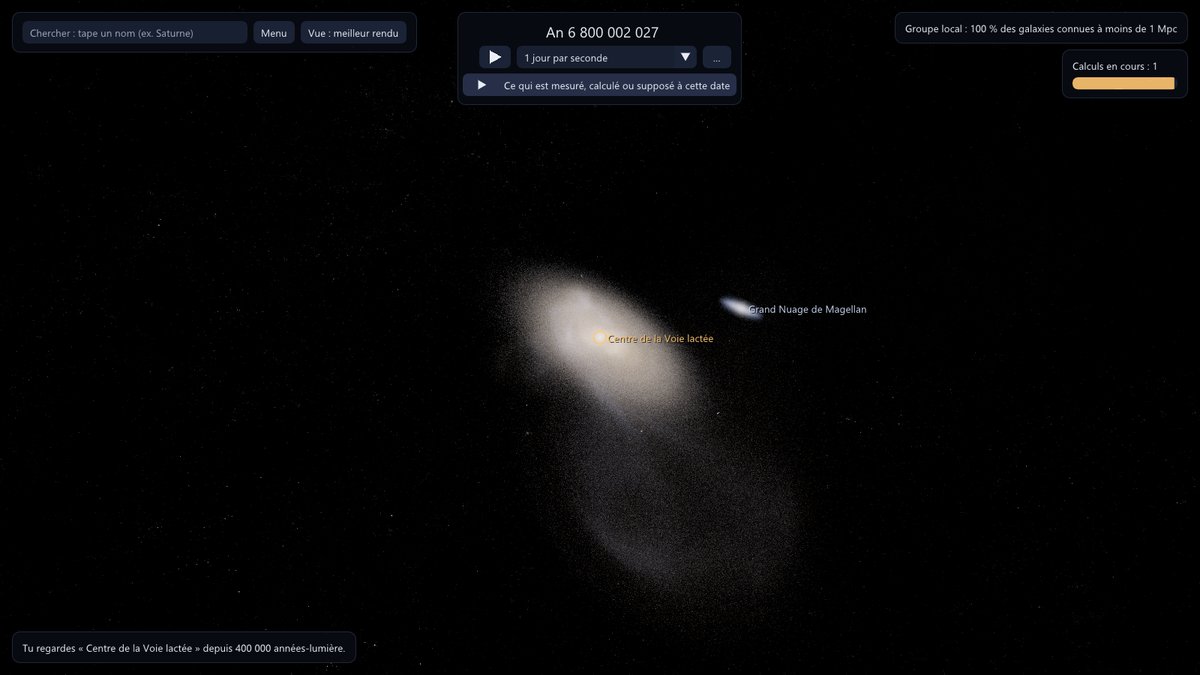 Chercher : tape un nom (ex. Saturne)
Menu
Vue : meilleur rendu
An 6 800 002 027
1 jour par seconde
...
Ce qui est mesuré, calculé ou supposé à cette date
Groupe local : 100 % des galaxies connues à moins de 1 Mpc
Calculs en cours : 1
Grand Nuage de Magellan
Centre de la Voie lactée
Tu regardes « Centre de la Voie lactée » depuis 400 000 années-lumière.